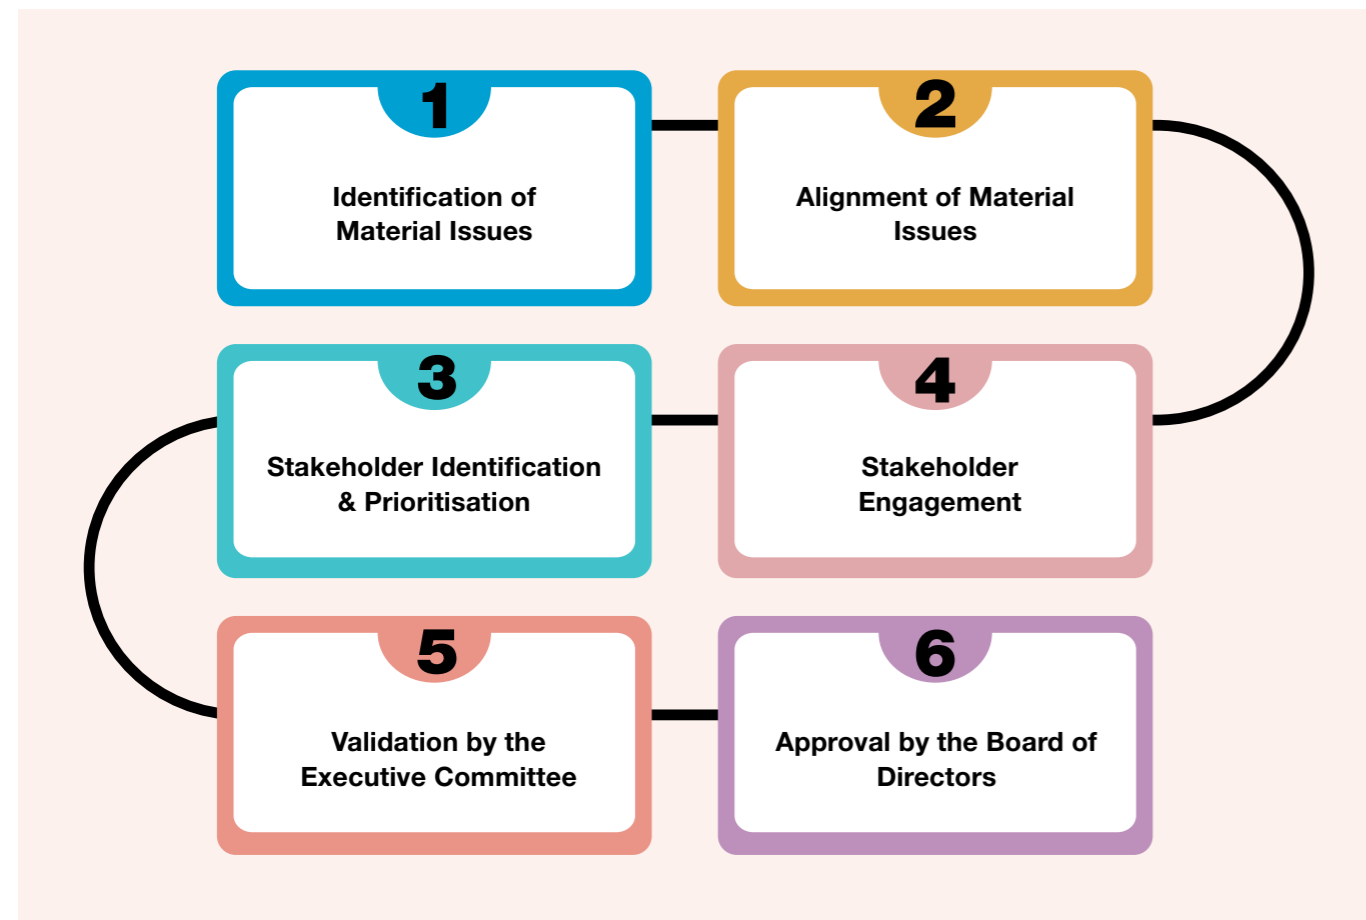 1
Identification of
Material Issues
2
Alignment of Material
Issues
3
Stakeholder Identification
& Prioritisation
4
Stakeholder
Engagement
5
Validation by the
Executive Committee
6
Approval by the Board of
Directors